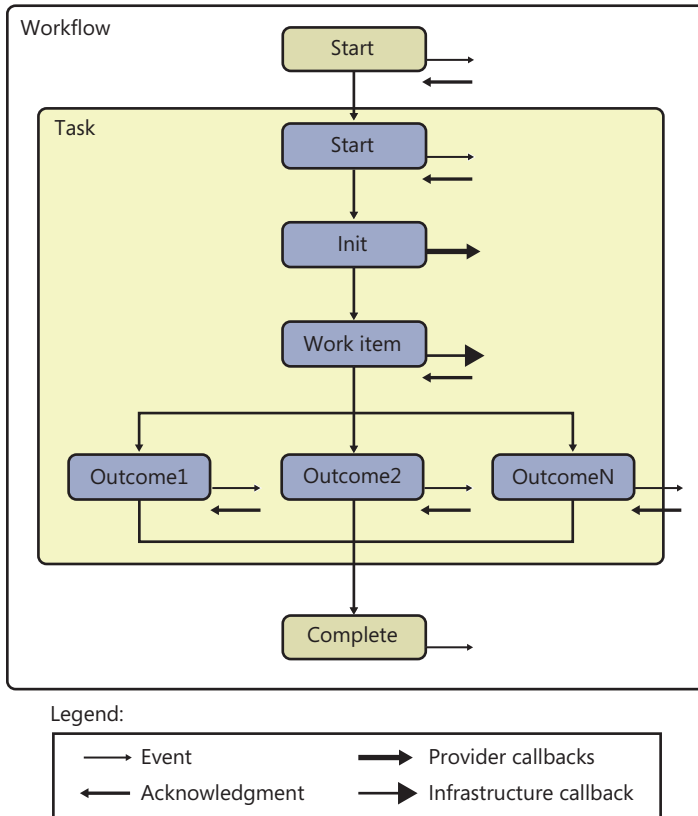 Workflow
Start
Task
Start
Init
Work item
Outcome1 Outcome2 OutcomeN
Complete
Legend:
Event Provider callbacks
Acknowledgment Infrastructure callback